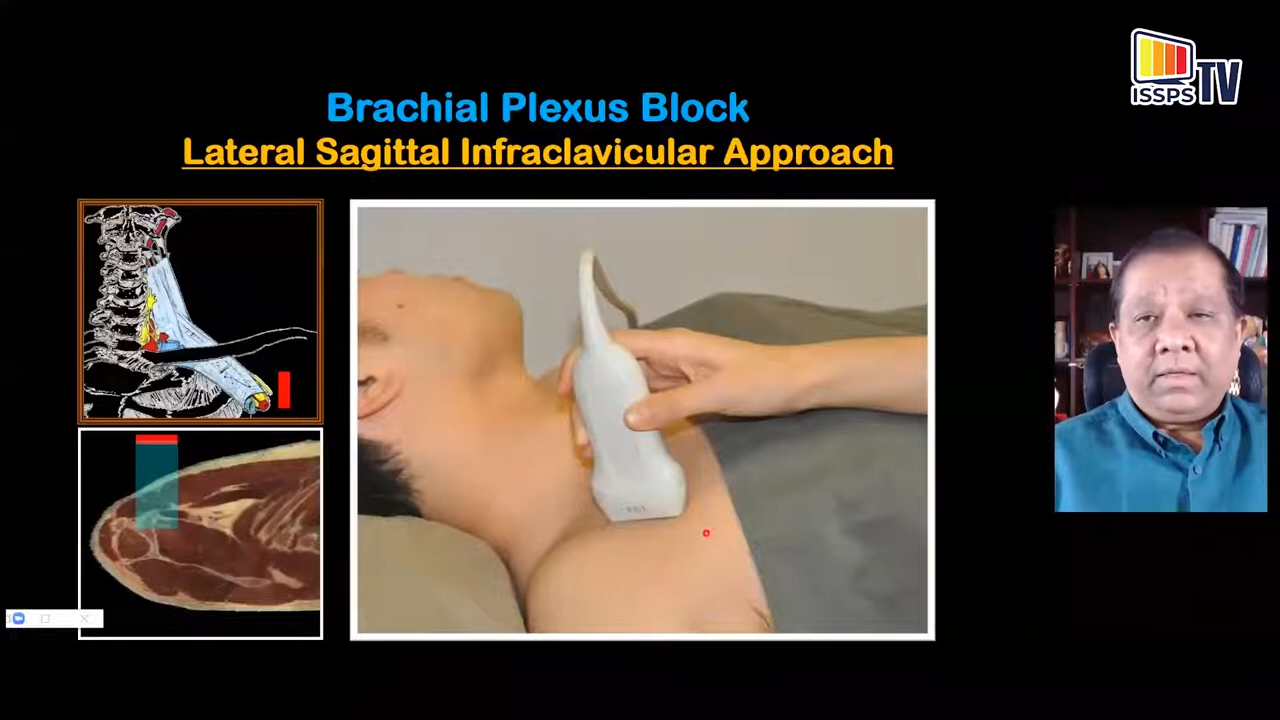 Brachial Plexus Block
Lateral Sagittal Infraclavicular Approach
ISSPS TV